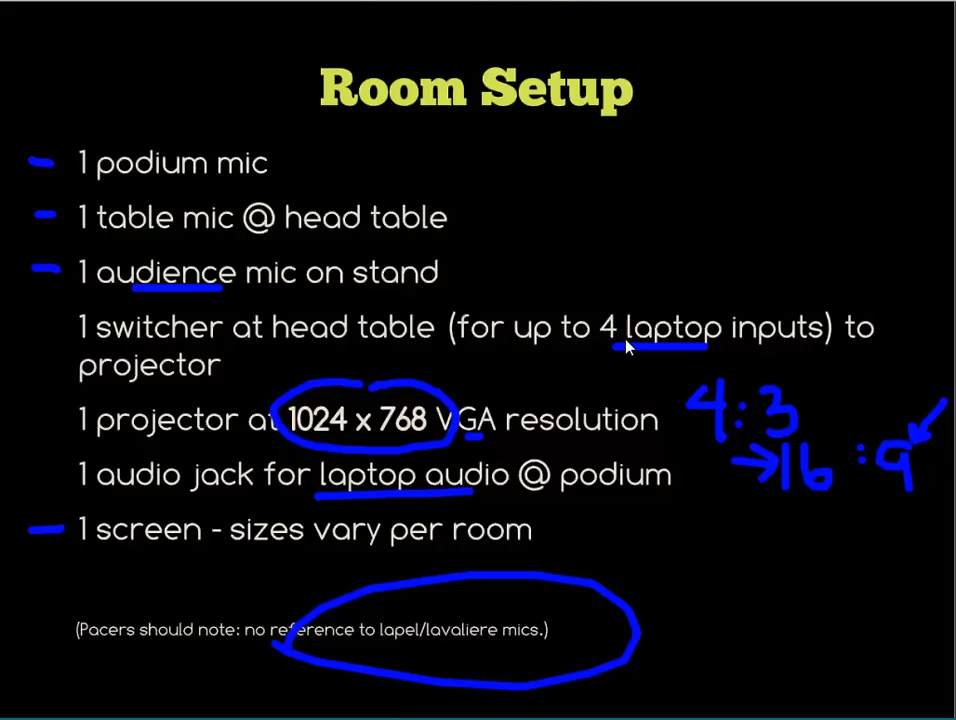 Room Setup
1 podium mic
1 table mic @ head table
1 audience mic on stand
1 switcher at head table (for up to 4 laptop inputs) to
projector
1 projector at 1024 x 768 VGA resolution
4:3
→16 :9
1 audio jack for laptop audio @ podium
1 screen - sizes vary per room
(Pacers should note: no reference to lapel/lavaliere mics.)